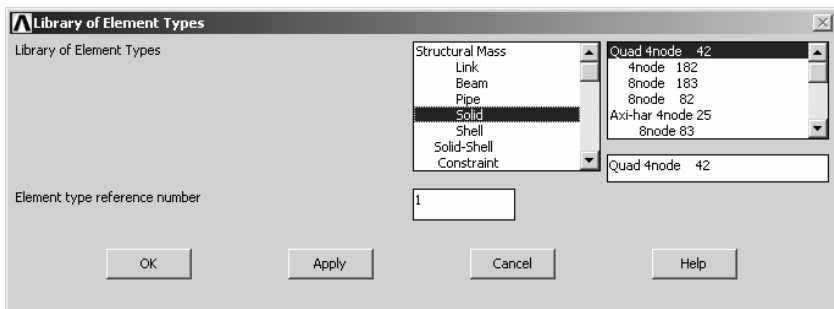 Library of Element Types
Library of Element Types
Structural Mass
Link
Beam
Pipe
Solid
Shell
Solid-Shell
Constraint
Quad 4node 42
4node 182
8node 183
8node 82
Axi-har 4node 25
8node 83
Quad 4node 42
Element type reference number
1
OK
Apply
Cancel
Help